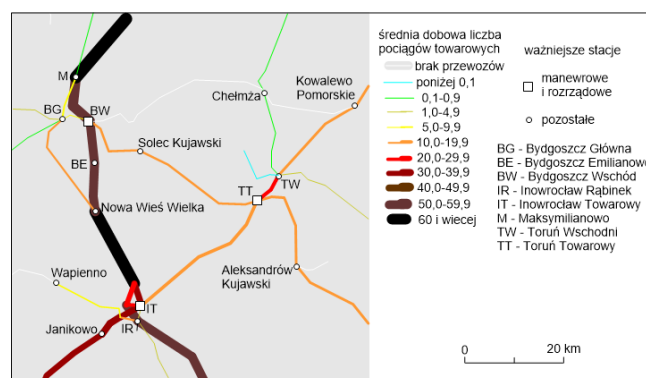 M
BG
BW
BE
Solec Kujawski
Nowa Wieś Wielka
Chełmża
Kowalewo
Pomorskie
TT
TW
Aleksandrów
Kujawski
Wapienno
IT
IR
Janikowo
średnia dobowa liczba
pociągów towarowych
brak przewozów
poniżej 0,1
0,1-0,9
1,0-4,9
5,0-9,9
10,0-19,9
20,0-29,9
30,0-39,9
40,0-49,9
50,0-59,9
60 i wiecej
ważniejsze stacje
manewrowe
i rozrządowe
pozostałe
BG - Bydgoszcz Główna
BE - Bydgoszcz Emilianowo
BW - Bydgoszcz Wschód
IR - Inowrocław Rąbinek
IT - Inowrocław Towarowy
M - Maksymilianowo
TW - Toruń Wschodni
TT - Toruń Towarowy
0
20 km